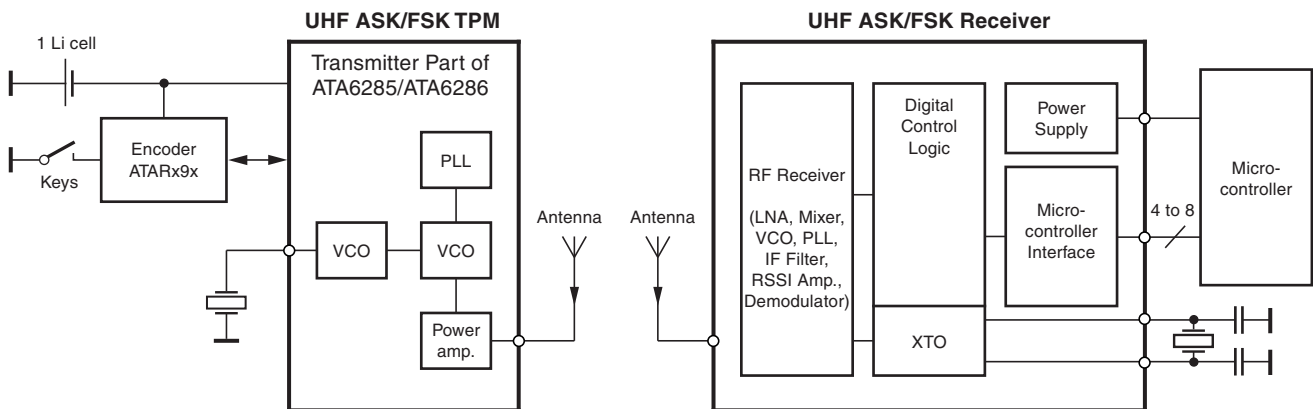 UHF ASK/FSK TPM
1 Li cell
Transmitter Part of
ATA6285/ATA6286
Encoder
ATARx9x
Keys
PLL
VCO
VCO
Power
amp.
Antenna
UHF ASK/FSK Receiver
Antenna
RF Receiver
(LNA, Mixer,
VCO, PLL,
IF Filter,
RSSI Amp.,
Demodulator)
Digital
Control
Logic
XTO
Power
Supply
Micro-
controller
Interface
4 to 8
Micro-
controller